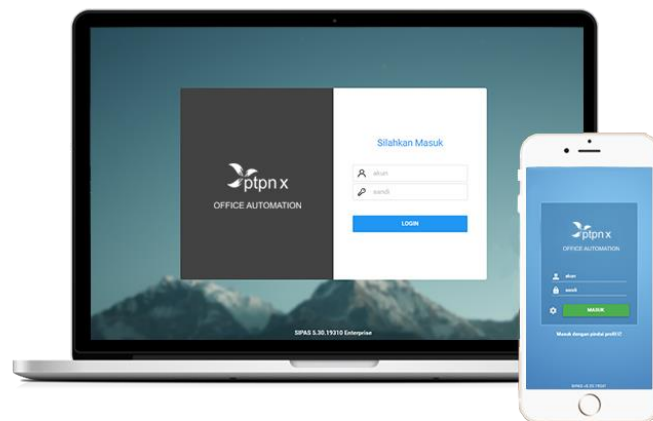 ptpn x
OFFICE AUTOMATION
Silahkan Masuk
akun
sandi
LOGIN
SIPAS 5.30.19310 Enterprise
ptpn x
OFFICE AUTOMATION
akun
sandi
MASUK
Masuk dengan pindai profil